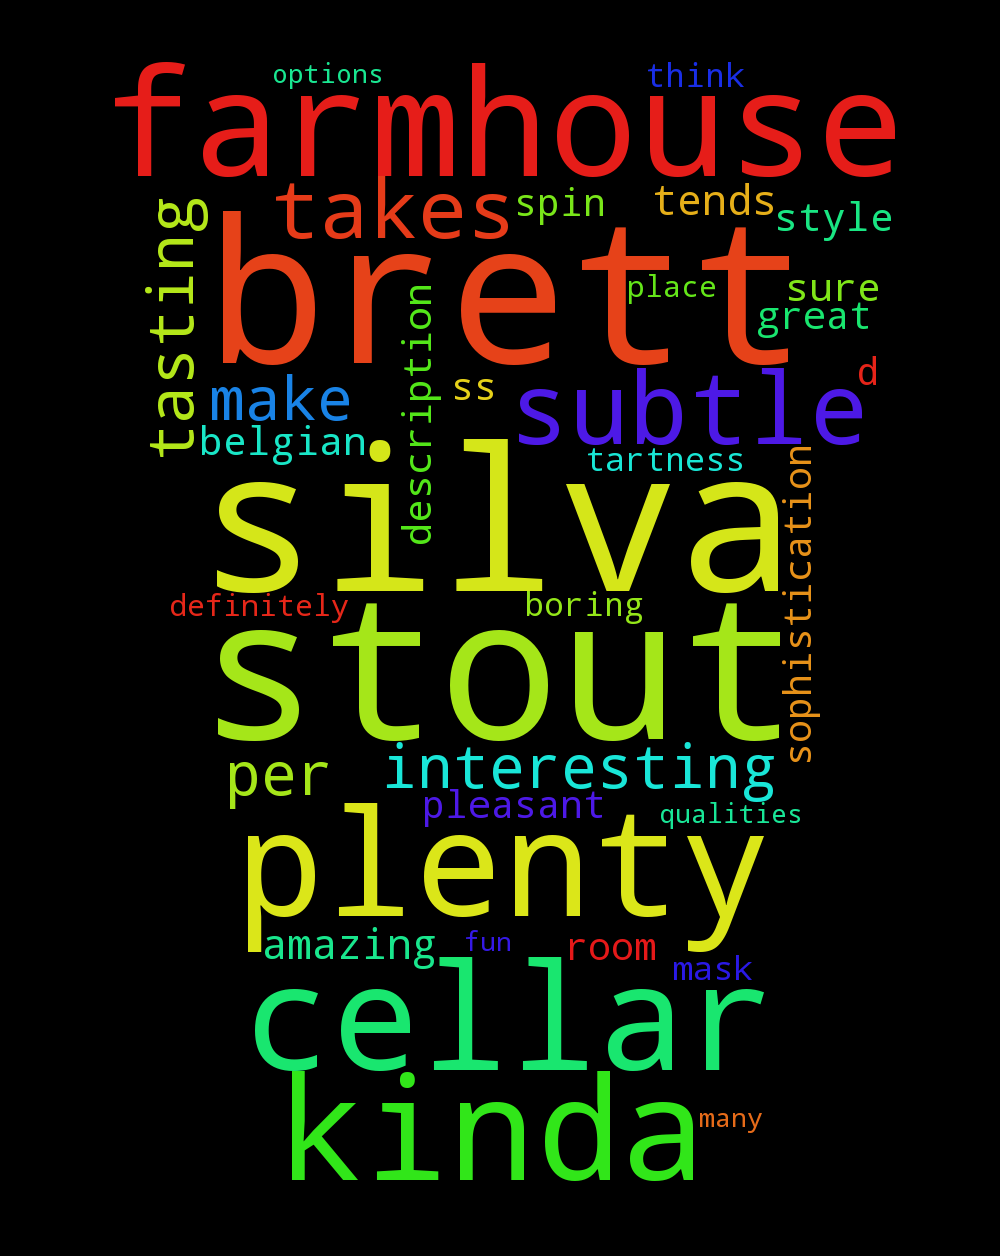 options think
farmhouse
takes spin tends style
tasting
brett
place sure
great
description
make ss subtle d
belgian tartness
silva
sophistication
definitely boring
stout
per interesting
pleasant qualities
plenty
amazing fun room
mask
cellar
kinda many